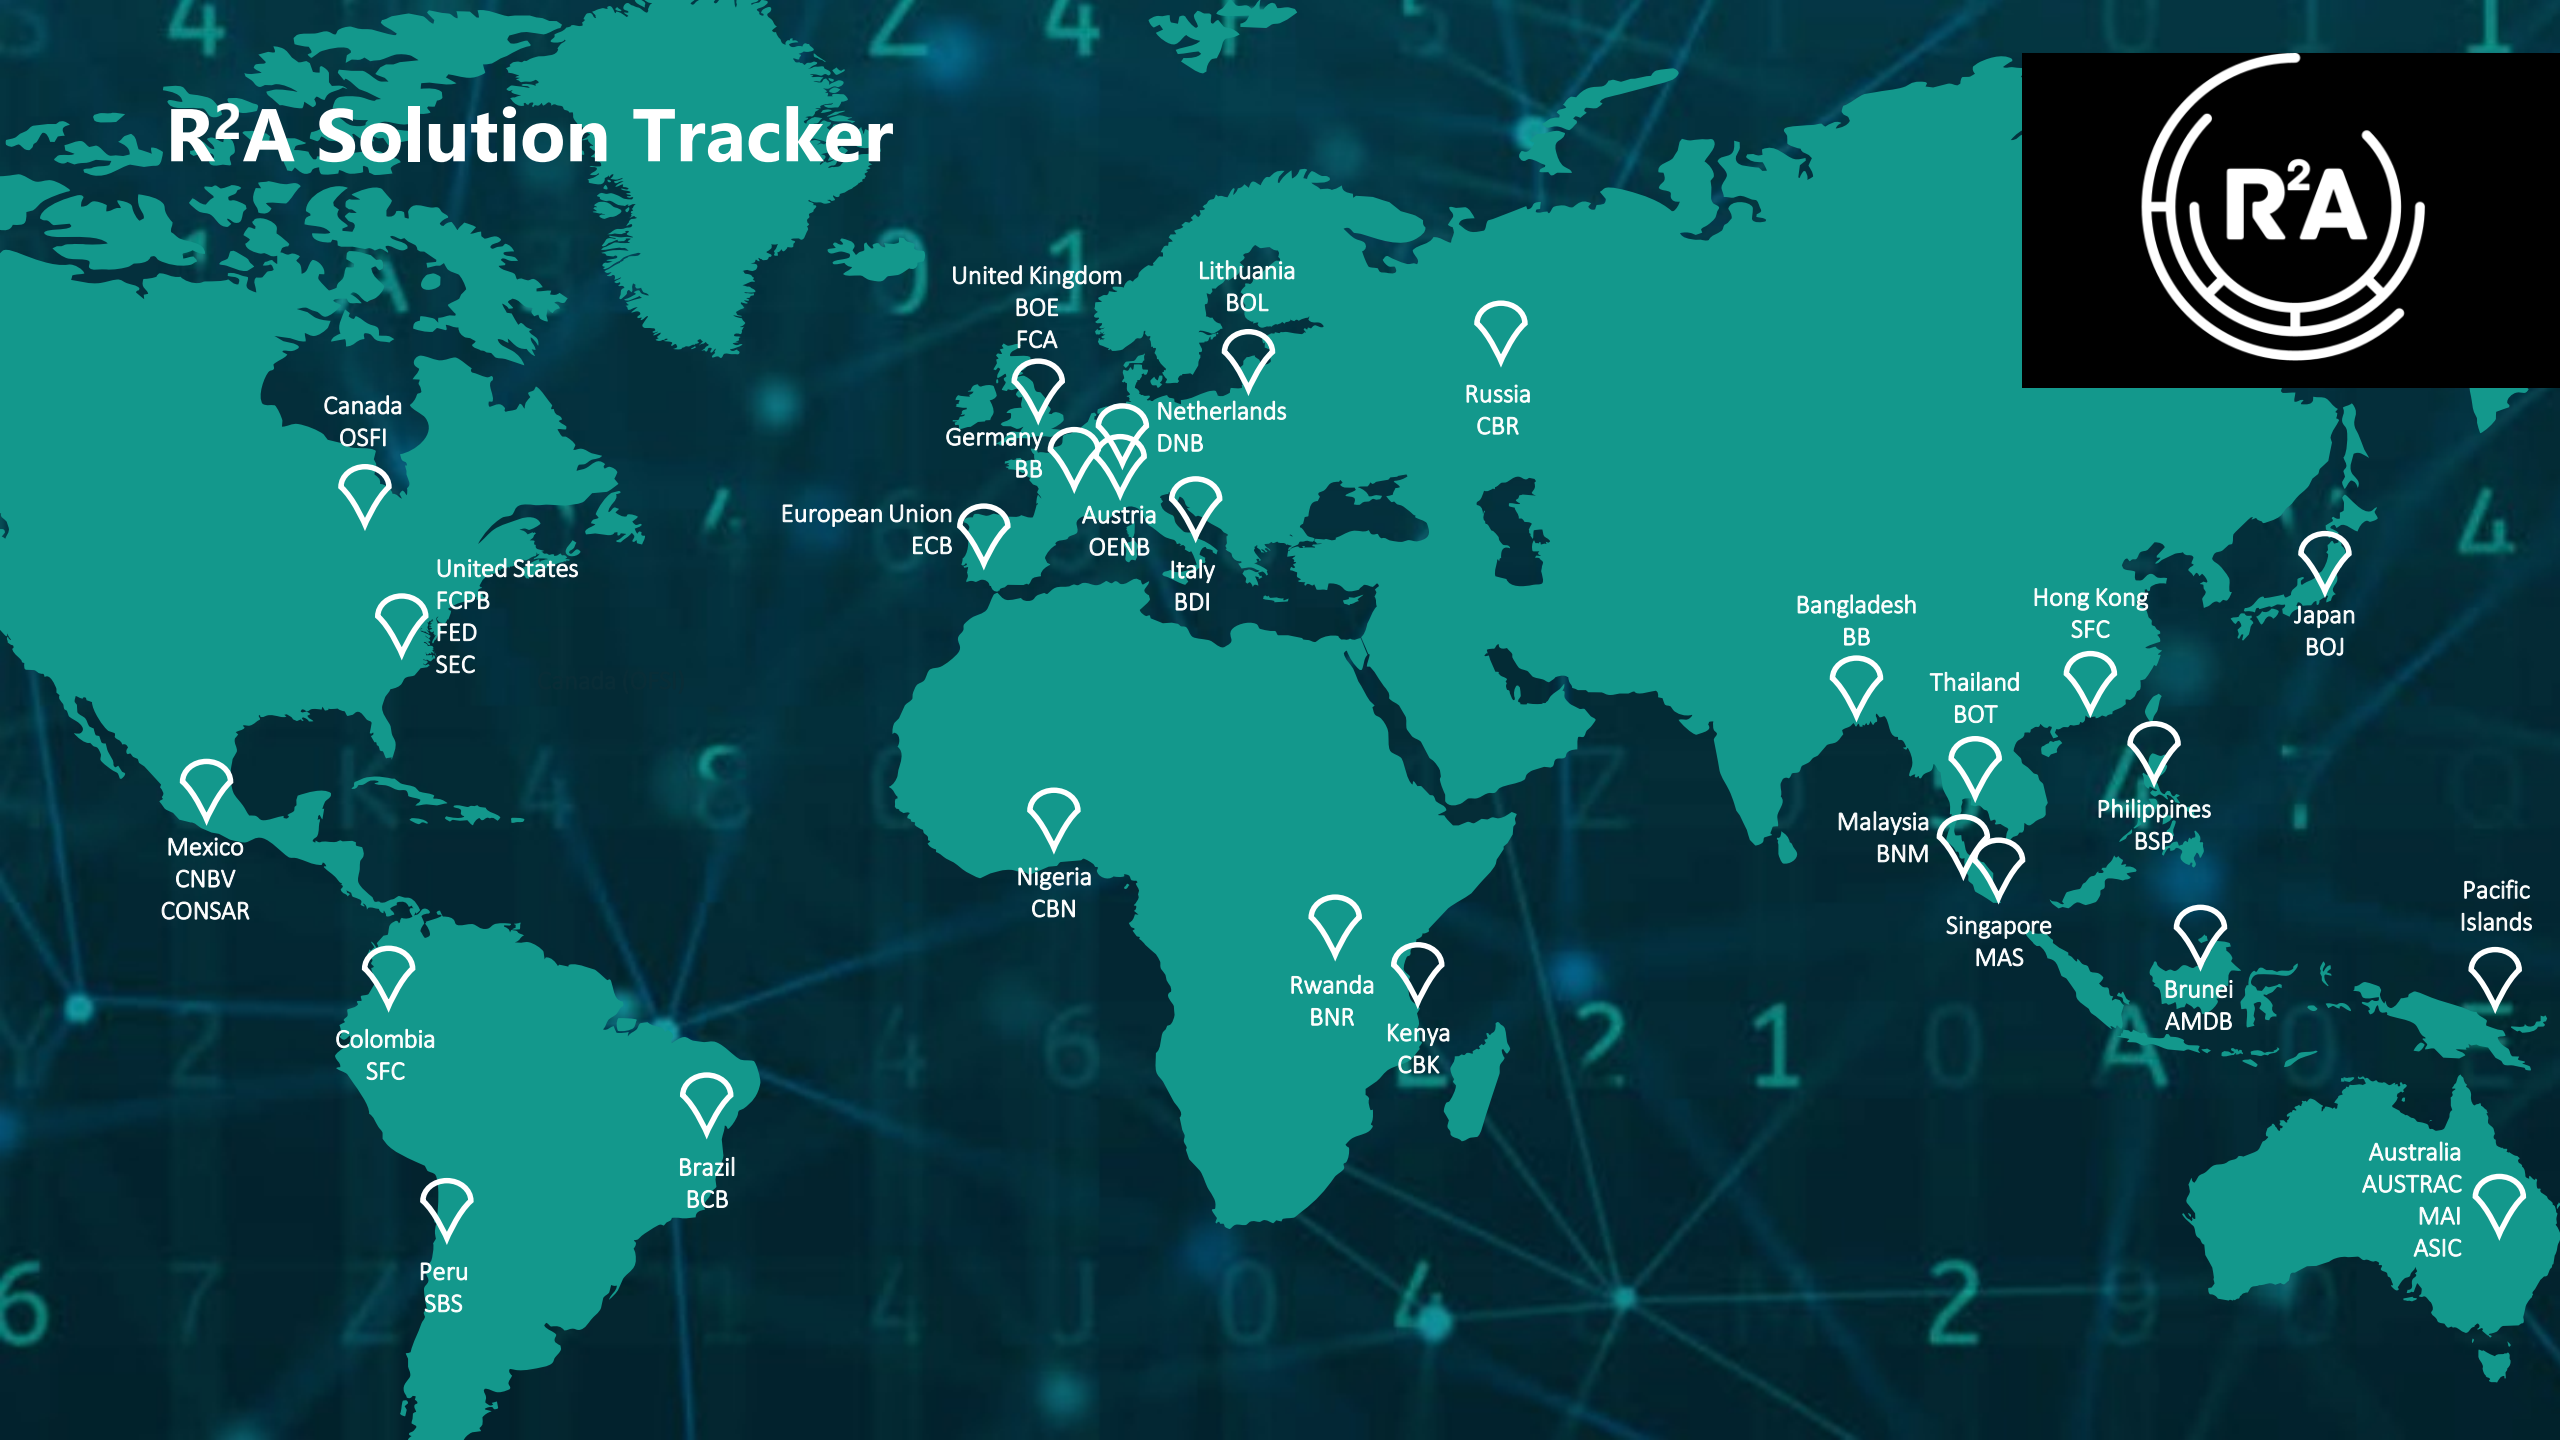 R²A Solution Tracker
R²A
United Kingdom
BOE
FCA
Lithuania
BOL
Russia
CBR
Canada
OSFI
Netherlands
DNB
Germany
BB
European Union
ECB
Austria
OENB
Italy
BDI
United States
FCPB
FED
SEC
Bangladesh
BB
Hong Kong
SFC
Japan
BOJ
Thailand
BOT
Mexico
CNBV
CONSAR
Nigeria
CBN
Malaysia
BNM
Philippines
BSP
Singapore
MAS
Pacific
Islands
Rwanda
BNR
Kenya
CBK
Brunei
AMDB
Colombia
SFC
Brazil
BCB
Australia
AUSTRAC
MAI
ASIC
Peru
SBS